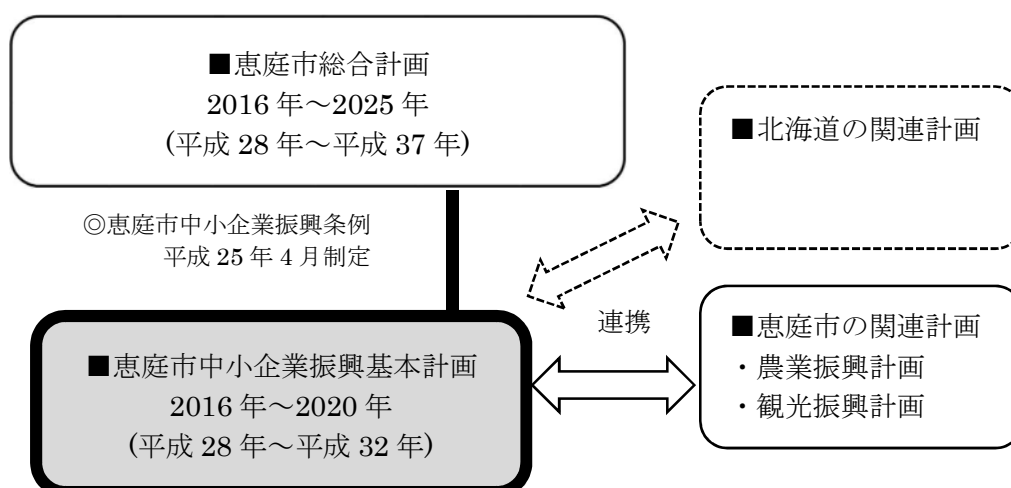 ■恵庭市総合計画
2016 年～2025 年
(平成 28 年～平成 37 年)
◎恵庭市中小企業振興条例
平成 25 年 4 月制定
■恵庭市中小企業振興基本計画
2016 年～2020 年
(平成 28 年～平成 32 年)
連携
■北海道の関連計画
■恵庭市の関連計画
・農業振興計画
・観光振興計画